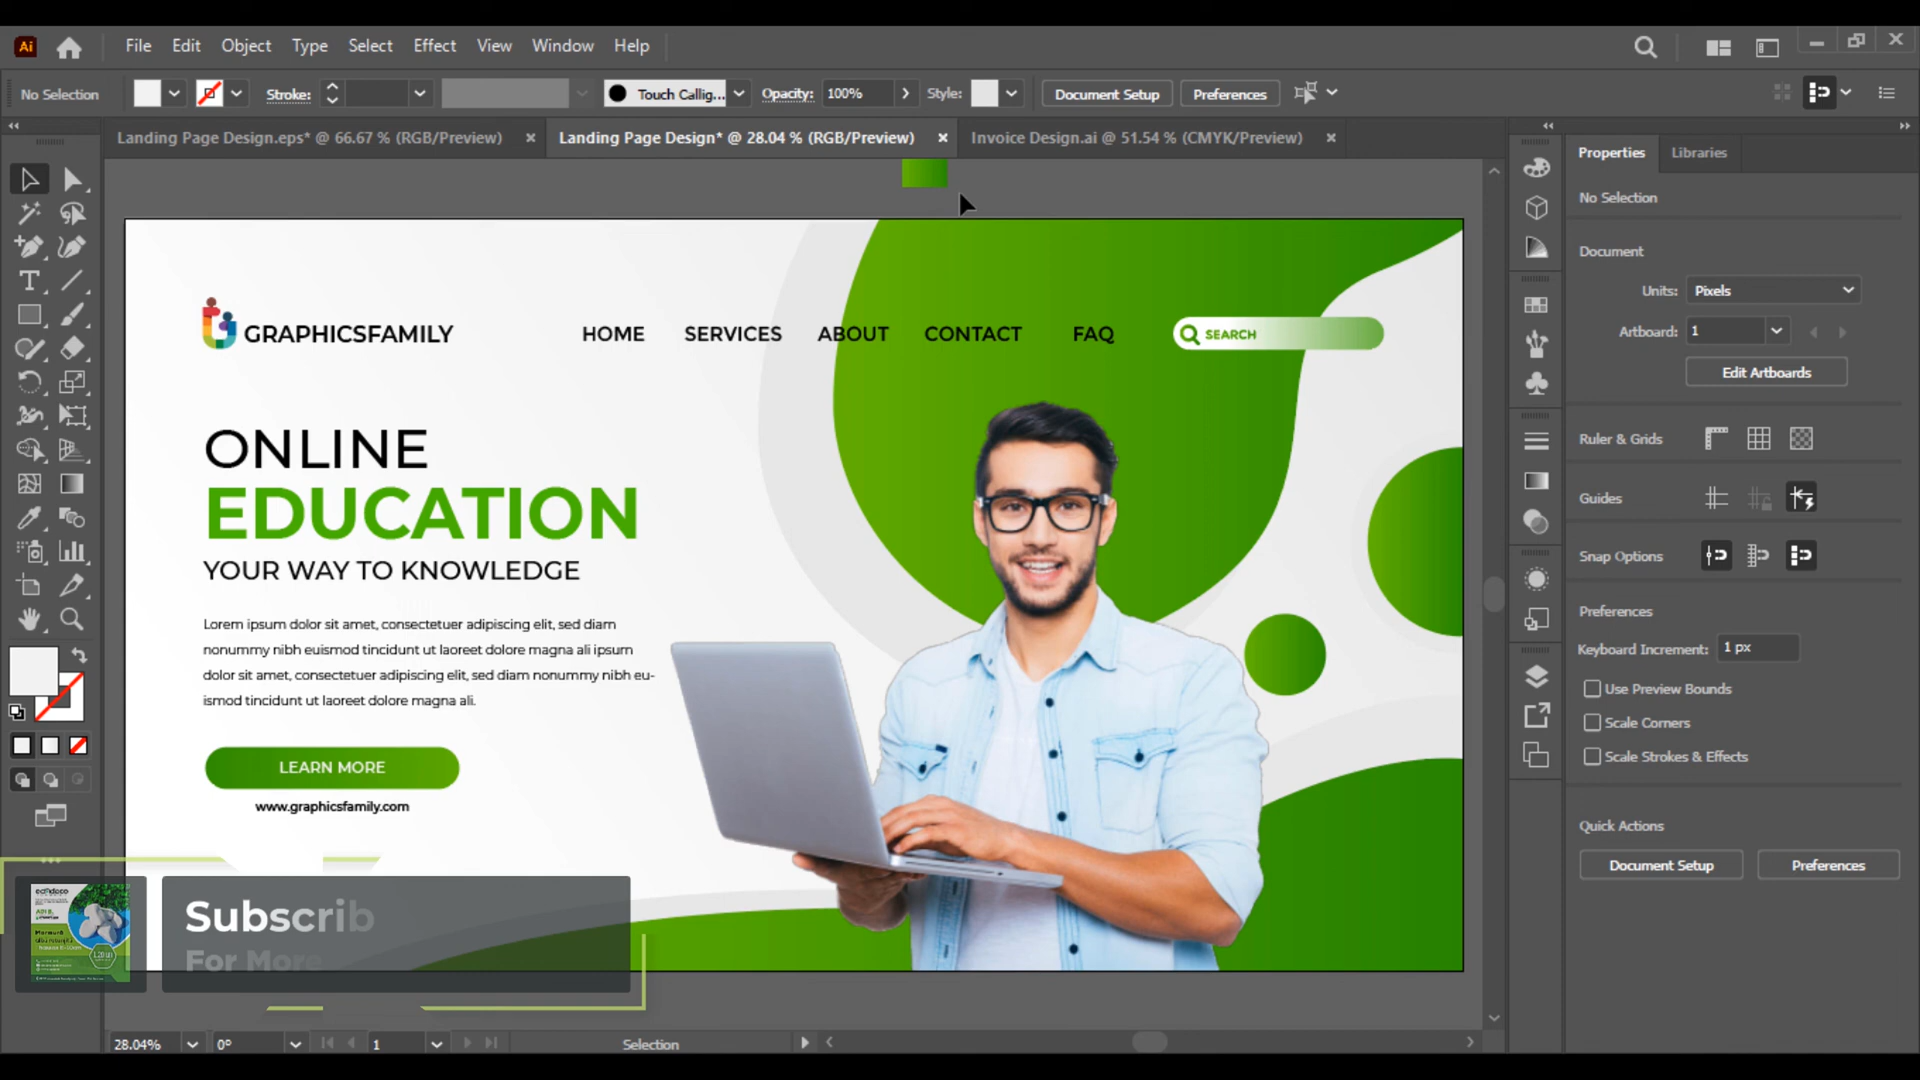 Ai File Edit Object Type Select Effect View Window Help
No Selection Stroke: Touch Callig... Opacity: 100% Style: Document Setup Preferences
Landing Page Design.eps* @ 66.67 % (RGB/Preview) × Landing Page Design* @ 28.04 % (RGB/Preview) × Invoice Design.ai @ 51.54 % (CMYK/Preview) ×
GRAPHICSFAMILY HOME SERVICES ABOUT CONTACT FAQ SEARCH
ONLINE
EDUCATION
YOUR WAY TO KNOWLEDGE
Lorem ipsum dolor sit amet, consectetuer adipiscing elit, sed diam
nonummy nibh euismod tincidunt ut laoreet dolore magna ali ipsum
dolor sit amet, consectetuer adipiscing elit, sed diam nonummy nibh eu-
ismod tincidunt ut laoreet dolore magna ali.
LEARN MORE
www.graphicsfamily.com
Subscrib
For More
28.04% 0° 1 Selection
Properties Libraries
No Selection
Document
Units: Pixels
Artboard: 1
Edit Artboards
Ruler & Grids
Guides
Snap Options
Preferences
Keyboard Increment: 1 px
Use Preview Bounds
Scale Corners
Scale Strokes & Effects
Quick Actions
Document Setup Preferences